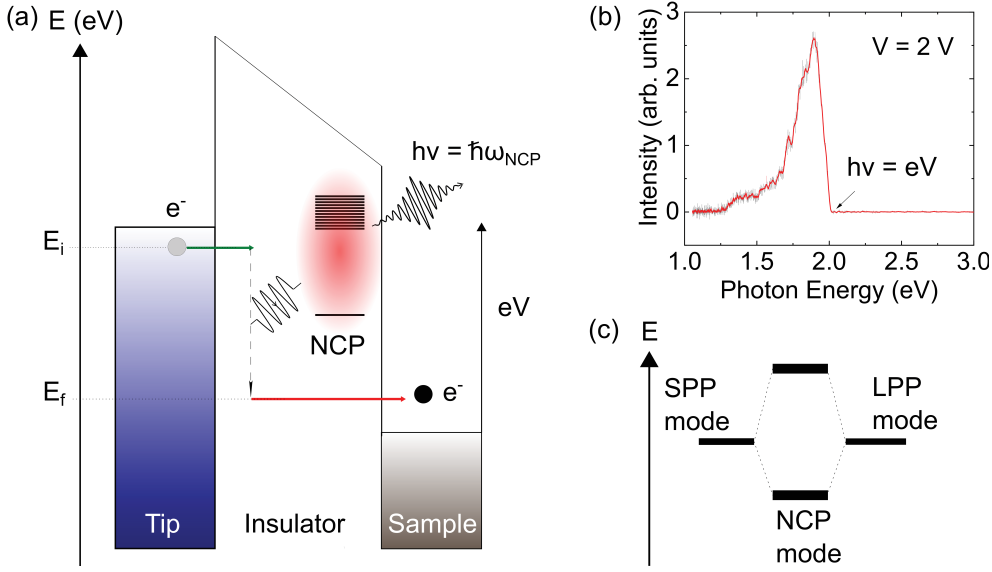 (a)
E (eV)
hν = ħω_NCP
e⁻
E_i
eV
NCP
E_f
e⁻
Tip
Insulator
Sample
(b)
Intensity (arb. units)
3
2
1
0
V = 2 V
hν = eV
1.0 1.5 2.0 2.5 3.0
Photon Energy (eV)
(c)
E
SPP
mode
LPP
mode
NCP
mode